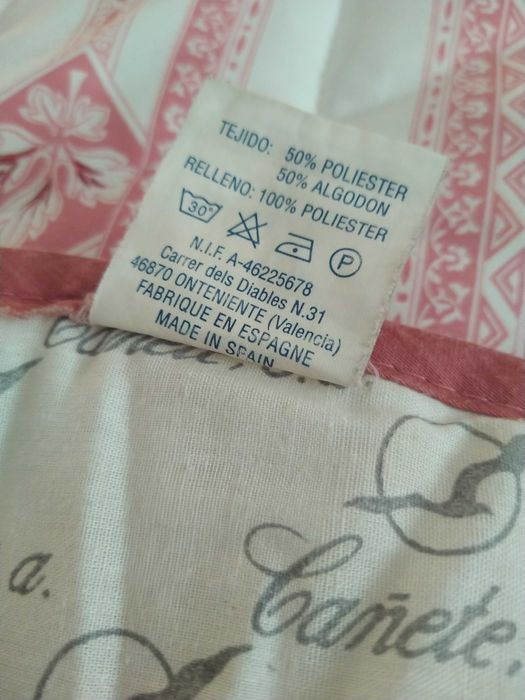 TEJIDO: 50% POLIESTER
50% ALGODON
RELLENO: 100% POLIESTER
30° P
N.I.F. A-46225678
Carrer dels Diables N.31
46870 ONTENIENTE (Valencia)
FABRIQUE EN ESPAGNE
MADE IN SPAIN
a.
Cañete.